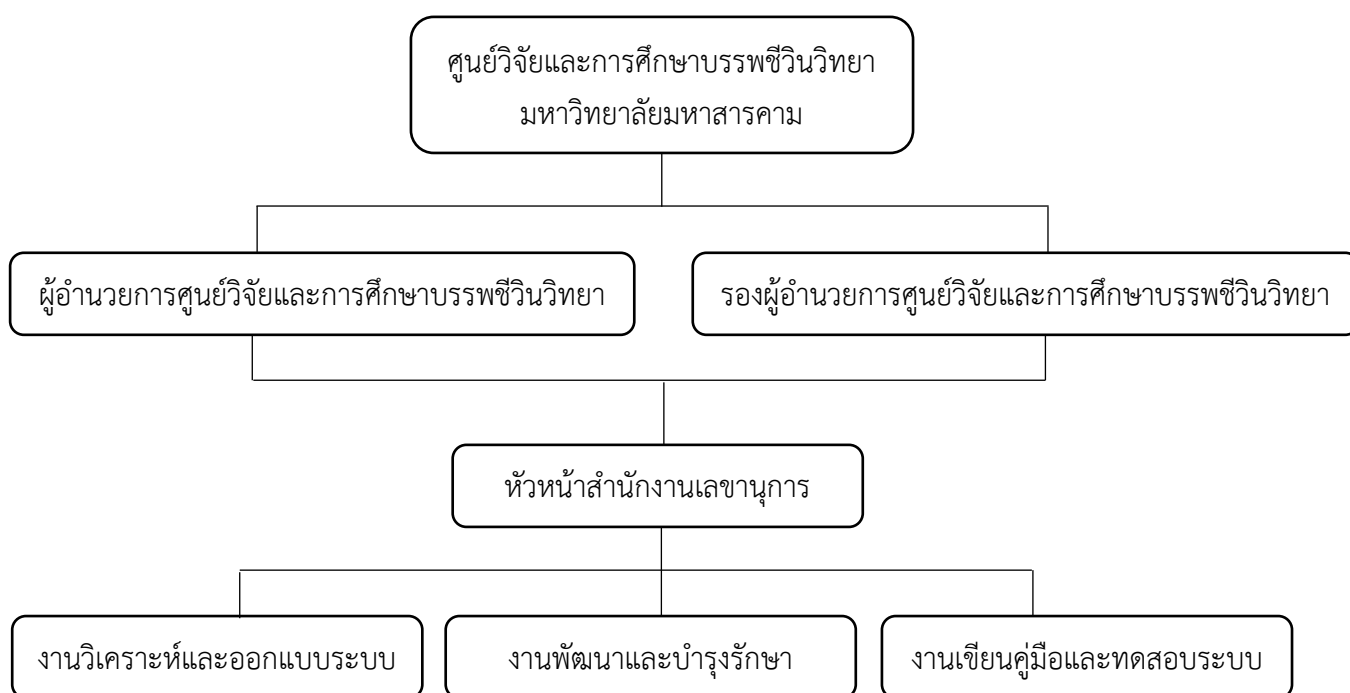 ศูนย์วิจัยและการศึกษาบรรพชีวินวิทยา
มหาวิทยาลัยมหาสารคาม
ผู้อำนวยการศูนย์วิจัยและการศึกษาบรรพชีวินวิทยา
รองผู้อำนวยการศูนย์วิจัยและการศึกษาบรรพชีวินวิทยา
หัวหน้าสำนักงานเลขานุการ
งานวิเคราะห์และออกแบบระบบ
งานพัฒนาและบำรุงรักษา
งานเขียนคู่มือและทดสอบระบบ